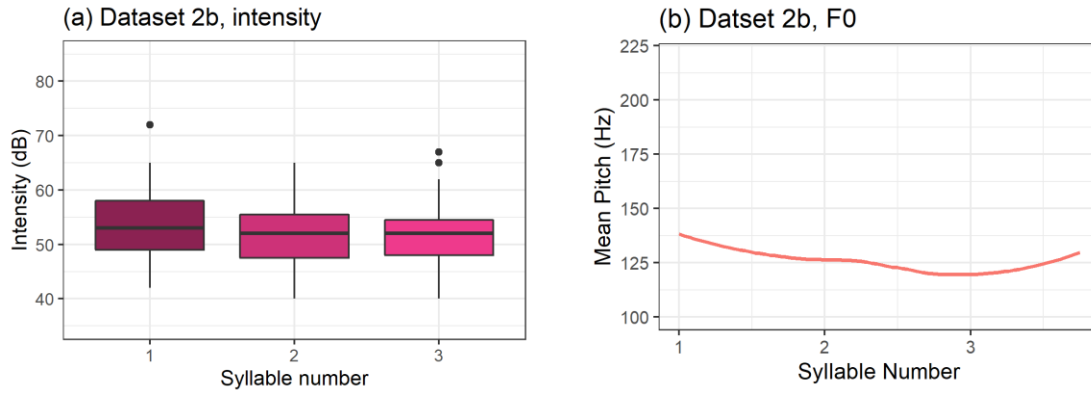 (a) Dataset 2b, intensity
Intensity (dB)
80
70
60
50
40
1 2 3
Syllable number
(b) Datset 2b, F0
Mean Pitch (Hz)
225
200
175
150
125
100
1 2 3
Syllable Number